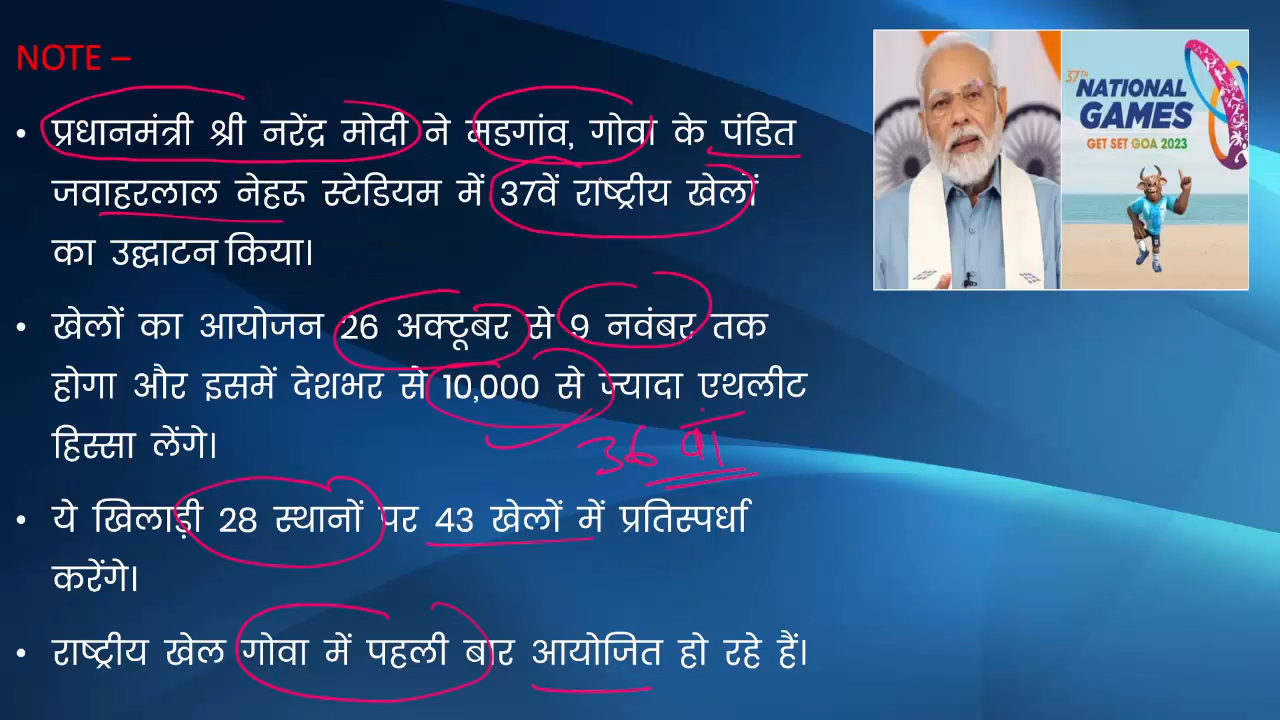 NOTE –
• प्रधानमंत्री श्री नरेंद्र मोदी ने मडगांव, गोवा के पंडित
जवाहरलाल नेहरू स्टेडियम में 37वें राष्ट्रीय खेलों
का उद्घाटन किया।
• खेलों का आयोजन 26 अक्टूबर से 9 नवंबर तक
होगा और इसमें देशभर से 10,000 से ज्यादा एथलीट
हिस्सा लेंगे।
36 वां
• ये खिलाड़ी 28 स्थानों पर 43 खेलों में प्रतिस्पर्धा
करेंगे।
• राष्ट्रीय खेल गोवा में पहली बार आयोजित हो रहे हैं।
37TH
NATIONAL
GAMES
GET SET GOA 2023